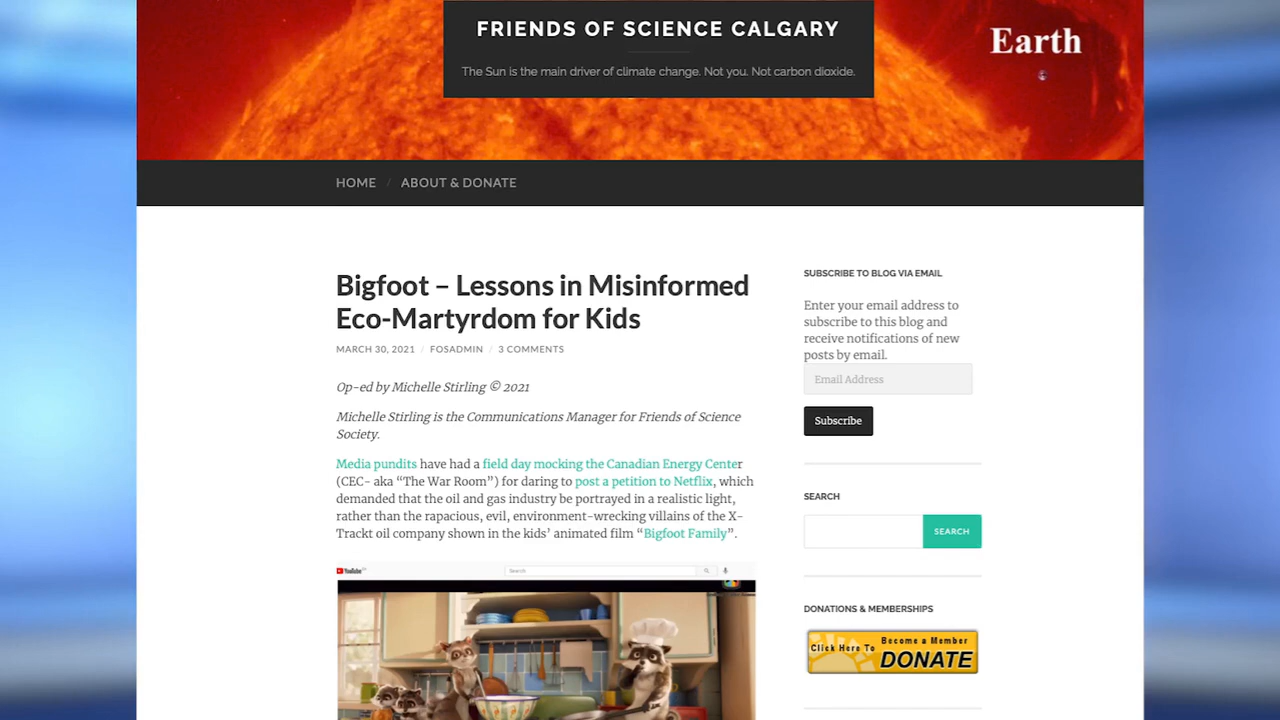 FRIENDS OF SCIENCE CALGARY
The Sun is the main driver of climate change. Not you. Not carbon dioxide.
Earth
HOME / ABOUT & DONATE
Bigfoot – Lessons in Misinformed
Eco-Martyrdom for Kids
MARCH 30, 2021 / FOSADMIN / 3 COMMENTS
Op-ed by Michelle Stirling © 2021
Michelle Stirling is the Communications Manager for Friends of Science
Society.
Media pundits have had a field day mocking the Canadian Energy Center
(CEC- aka “The War Room”) for daring to post a petition to Netflix, which
demanded that the oil and gas industry be portrayed in a realistic light,
rather than the rapacious, evil, environment-wrecking villains of the X-
Trackt oil company shown in the kids’ animated film “Bigfoot Family”.
YouTube
Search
SUBSCRIBE TO BLOG VIA EMAIL
Enter your email address to
subscribe to this blog and
receive notifications of new
posts by email.
Email Address
Subscribe
SEARCH
SEARCH
DONATIONS & MEMBERSHIPS
Click Here To
Become a Member
DONATE